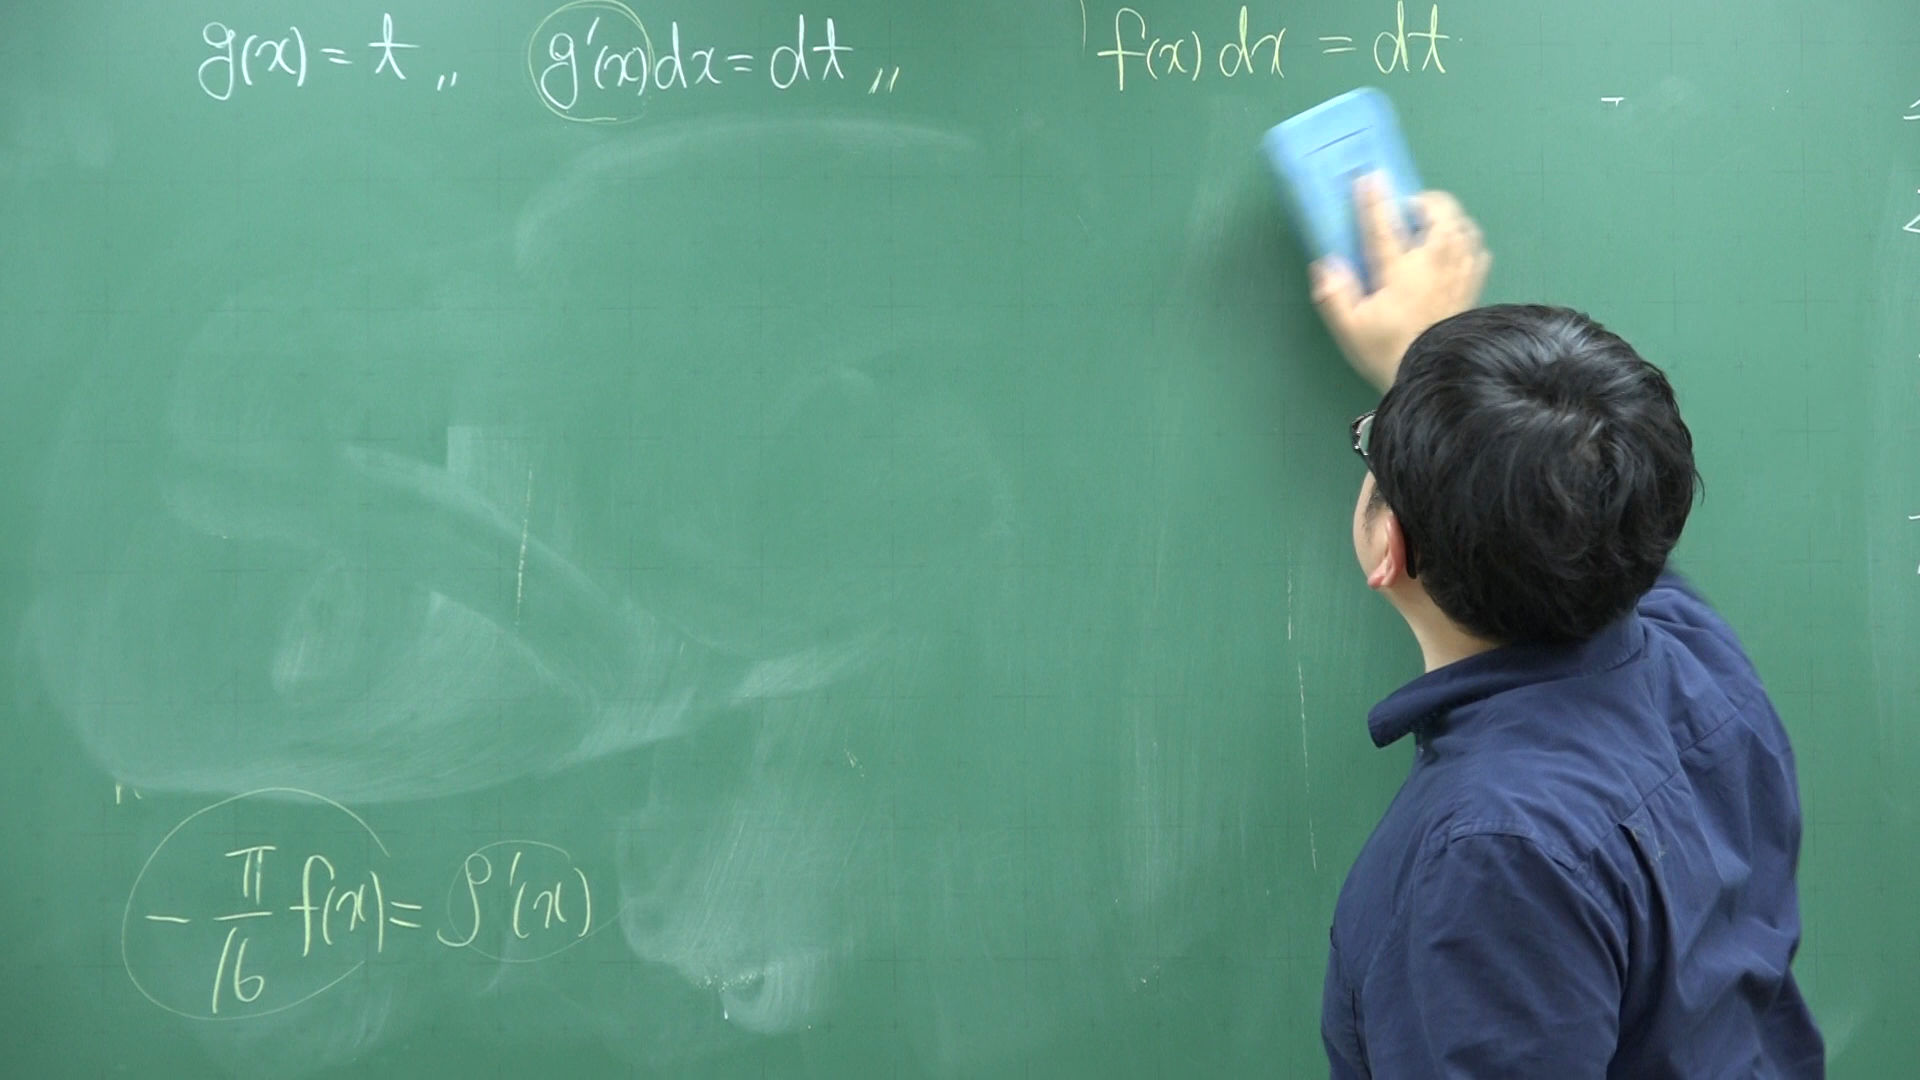 g(x) = t,, g'(x)dx = dt,, f(x) dx = dt
- π/16 f(x) = g'(x)